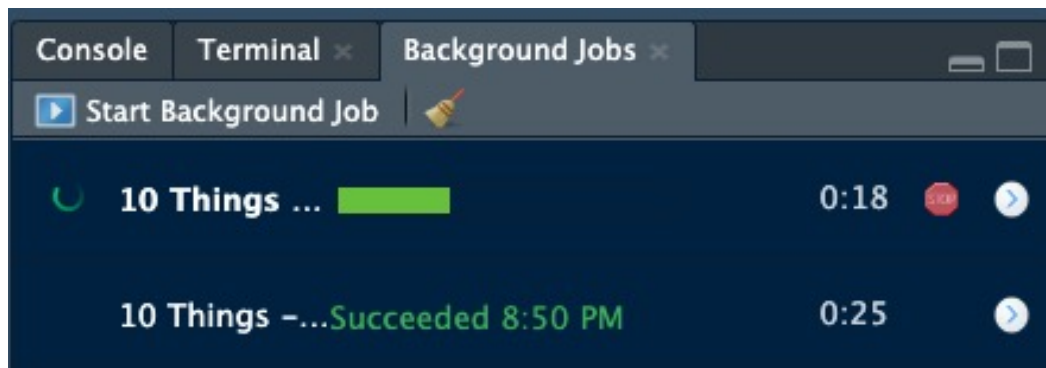 Console Terminal × Background Jobs ×
Start Background Job
10 Things ... 0:18 STOP
10 Things –...Succeeded 8:50 PM 0:25